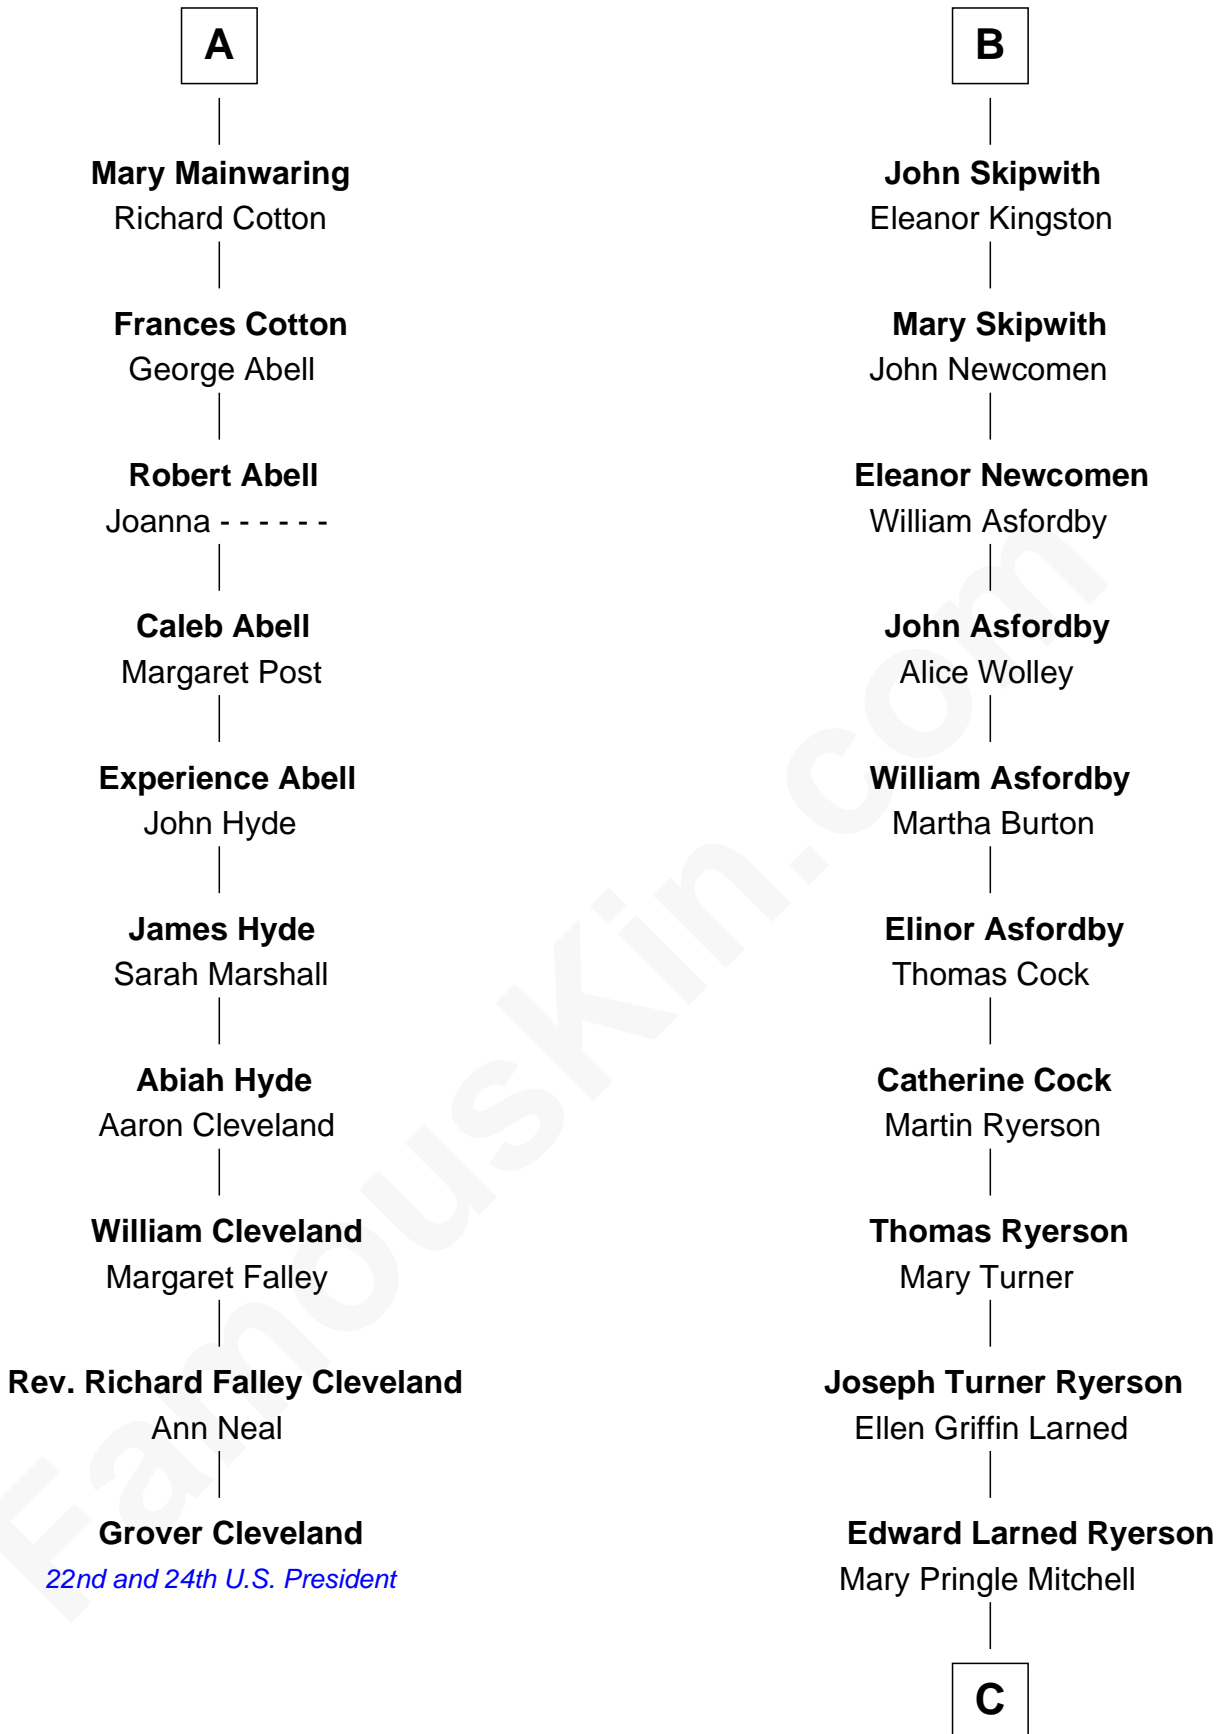 A
Mary Mainwaring
Richard Cotton
Frances Cotton
George Abell
Robert Abell
Joanna - - - - - -
Caleb Abell
Margaret Post
Experience Abell
John Hyde
James Hyde
Sarah Marshall
Abiah Hyde
Aaron Cleveland
William Cleveland
Margaret Falley
Rev. Richard Falley Cleveland
Ann Neal
Grover Cleveland
22nd and 24th U.S. President
B
John Skipwith
Eleanor Kingston
Mary Skipwith
John Newcomen
Eleanor Newcomen
William Asfordby
John Asfordby
Alice Wolley
William Asfordby
Martha Burton
Elinor Asfordby
Thomas Cock
Catherine Cock
Martin Ryerson
Thomas Ryerson
Mary Turner
Joseph Turner Ryerson
Ellen Griffin Larned
Edward Larned Ryerson
Mary Pringle Mitchell
C
FamousKin.com